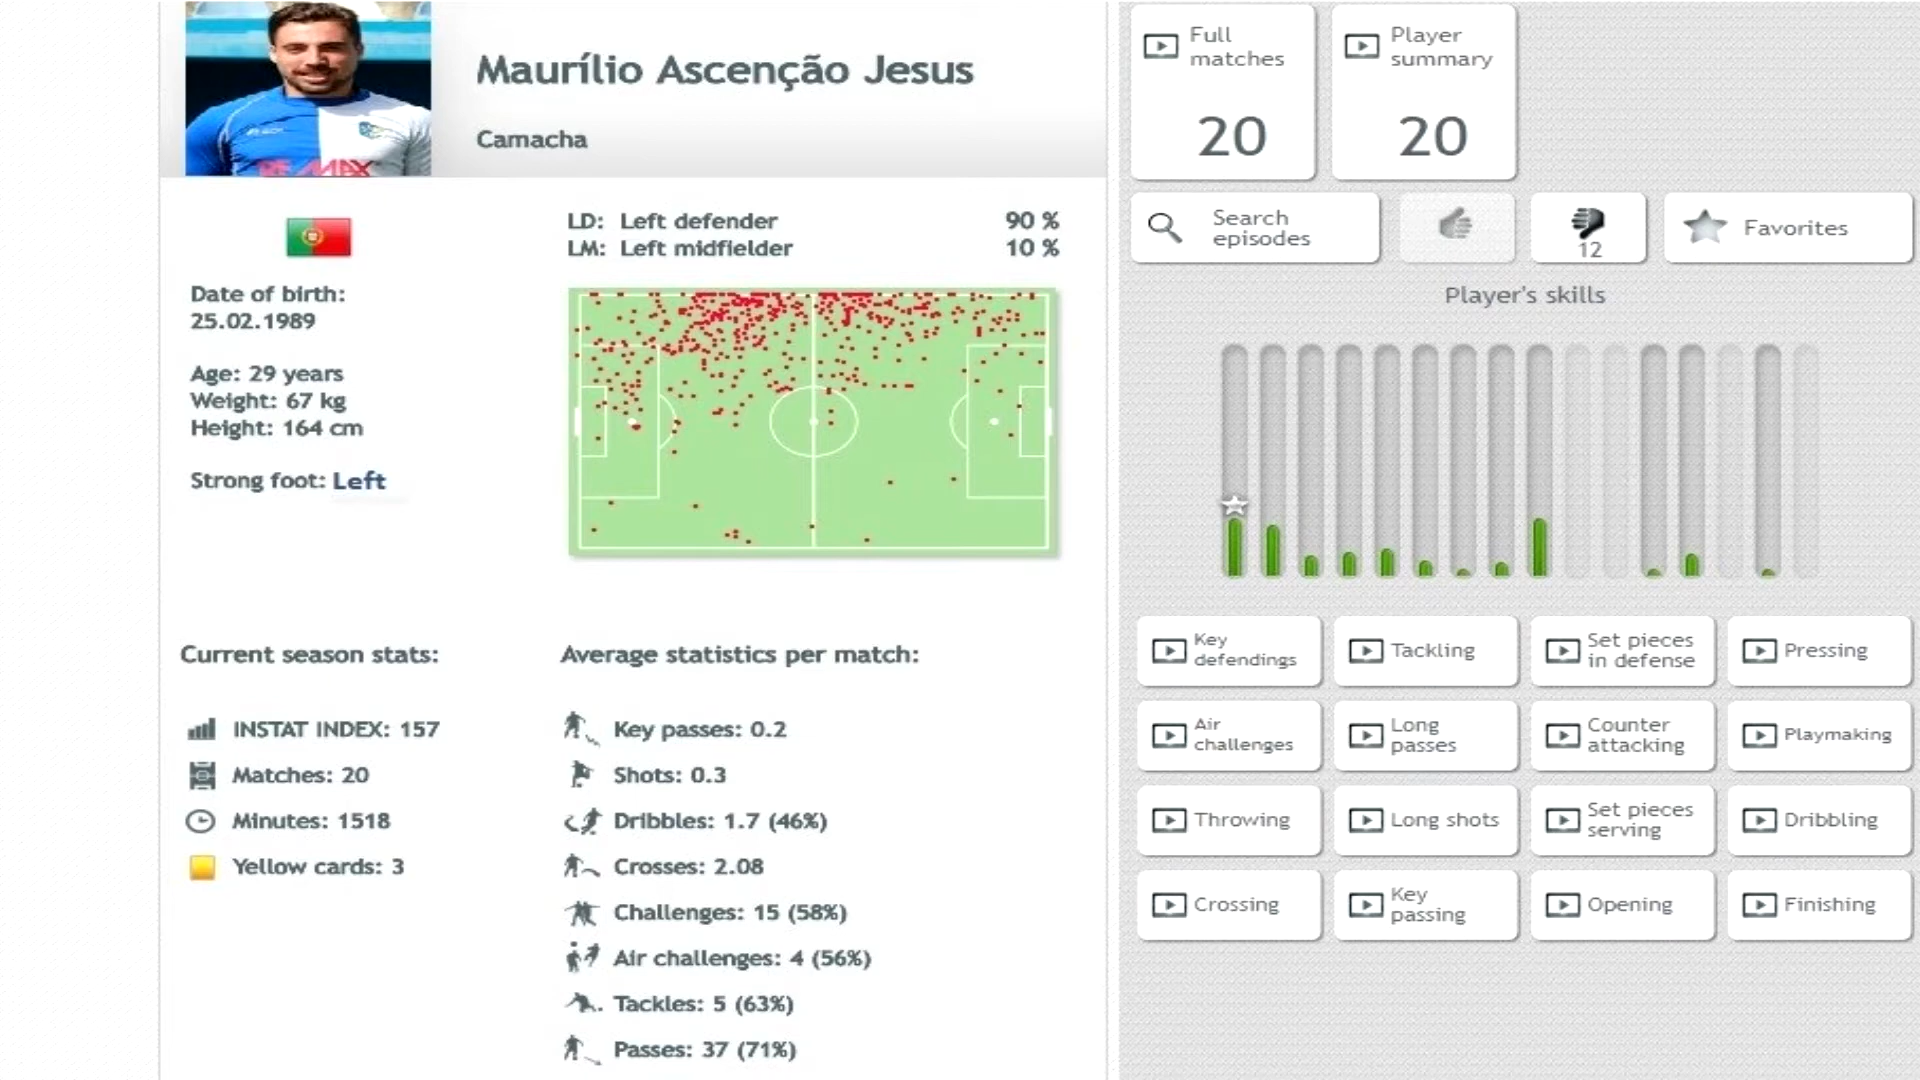 Maurílio Ascenção Jesus
Camacha
RE/MAX
LD: Left defender 90 %
LM: Left midfielder 10 %
Date of birth:
25.02.1989
Age: 29 years
Weight: 67 kg
Height: 164 cm
Strong foot: Left
Current season stats:
INSTAT INDEX: 157
Matches: 20
Minutes: 1518
Yellow cards: 3
Average statistics per match:
Key passes: 0.2
Shots: 0.3
Dribbles: 1.7 (46%)
Crosses: 2.08
Challenges: 15 (58%)
Air challenges: 4 (56%)
Tackles: 5 (63%)
Passes: 37 (71%)
Full
matches
20
Player
summary
20
Search
episodes
12
Favorites
Player's skills
Key
defendings
Tackling
Set pieces
in defense
Pressing
Air
challenges
Long
passes
Counter
attacking
Playmaking
Throwing
Long shots
Set pieces
serving
Dribbling
Crossing
Key
passing
Opening
Finishing